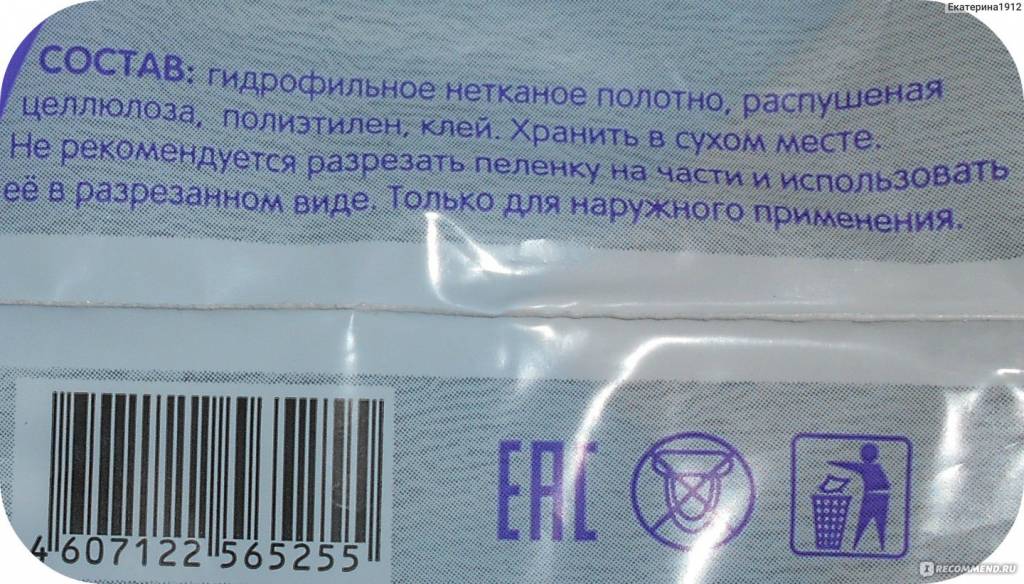 Екатерина1912
СОСТАВ: гидрофильное нетканое полотно, распушеная
целлюлоза, полиэтилен, клей. Хранить в сухом месте.
Не рекомендуется разрезать пеленку на части и использовать
её в разрезанном виде. Только для наружного применения.
4 607122 565255
EAC
RECOMMEND.RU